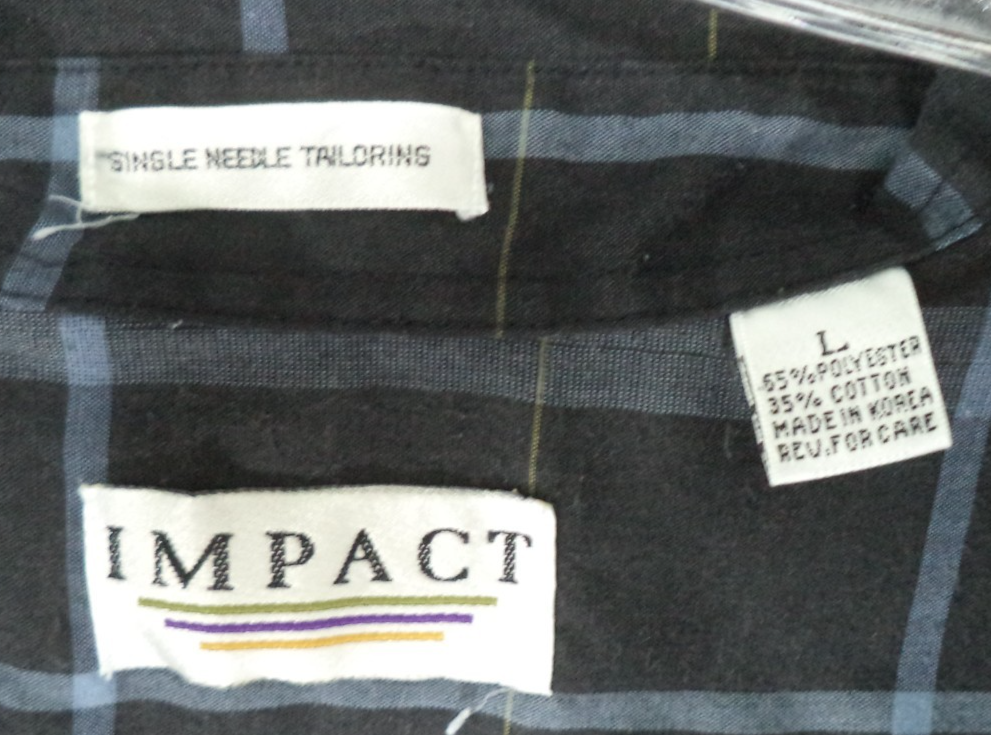 SINGLE NEEDLE TAILORING
L
65% POLYESTER
35% COTTON
MADE IN KOREA
REV. FOR CARE
IMPACT